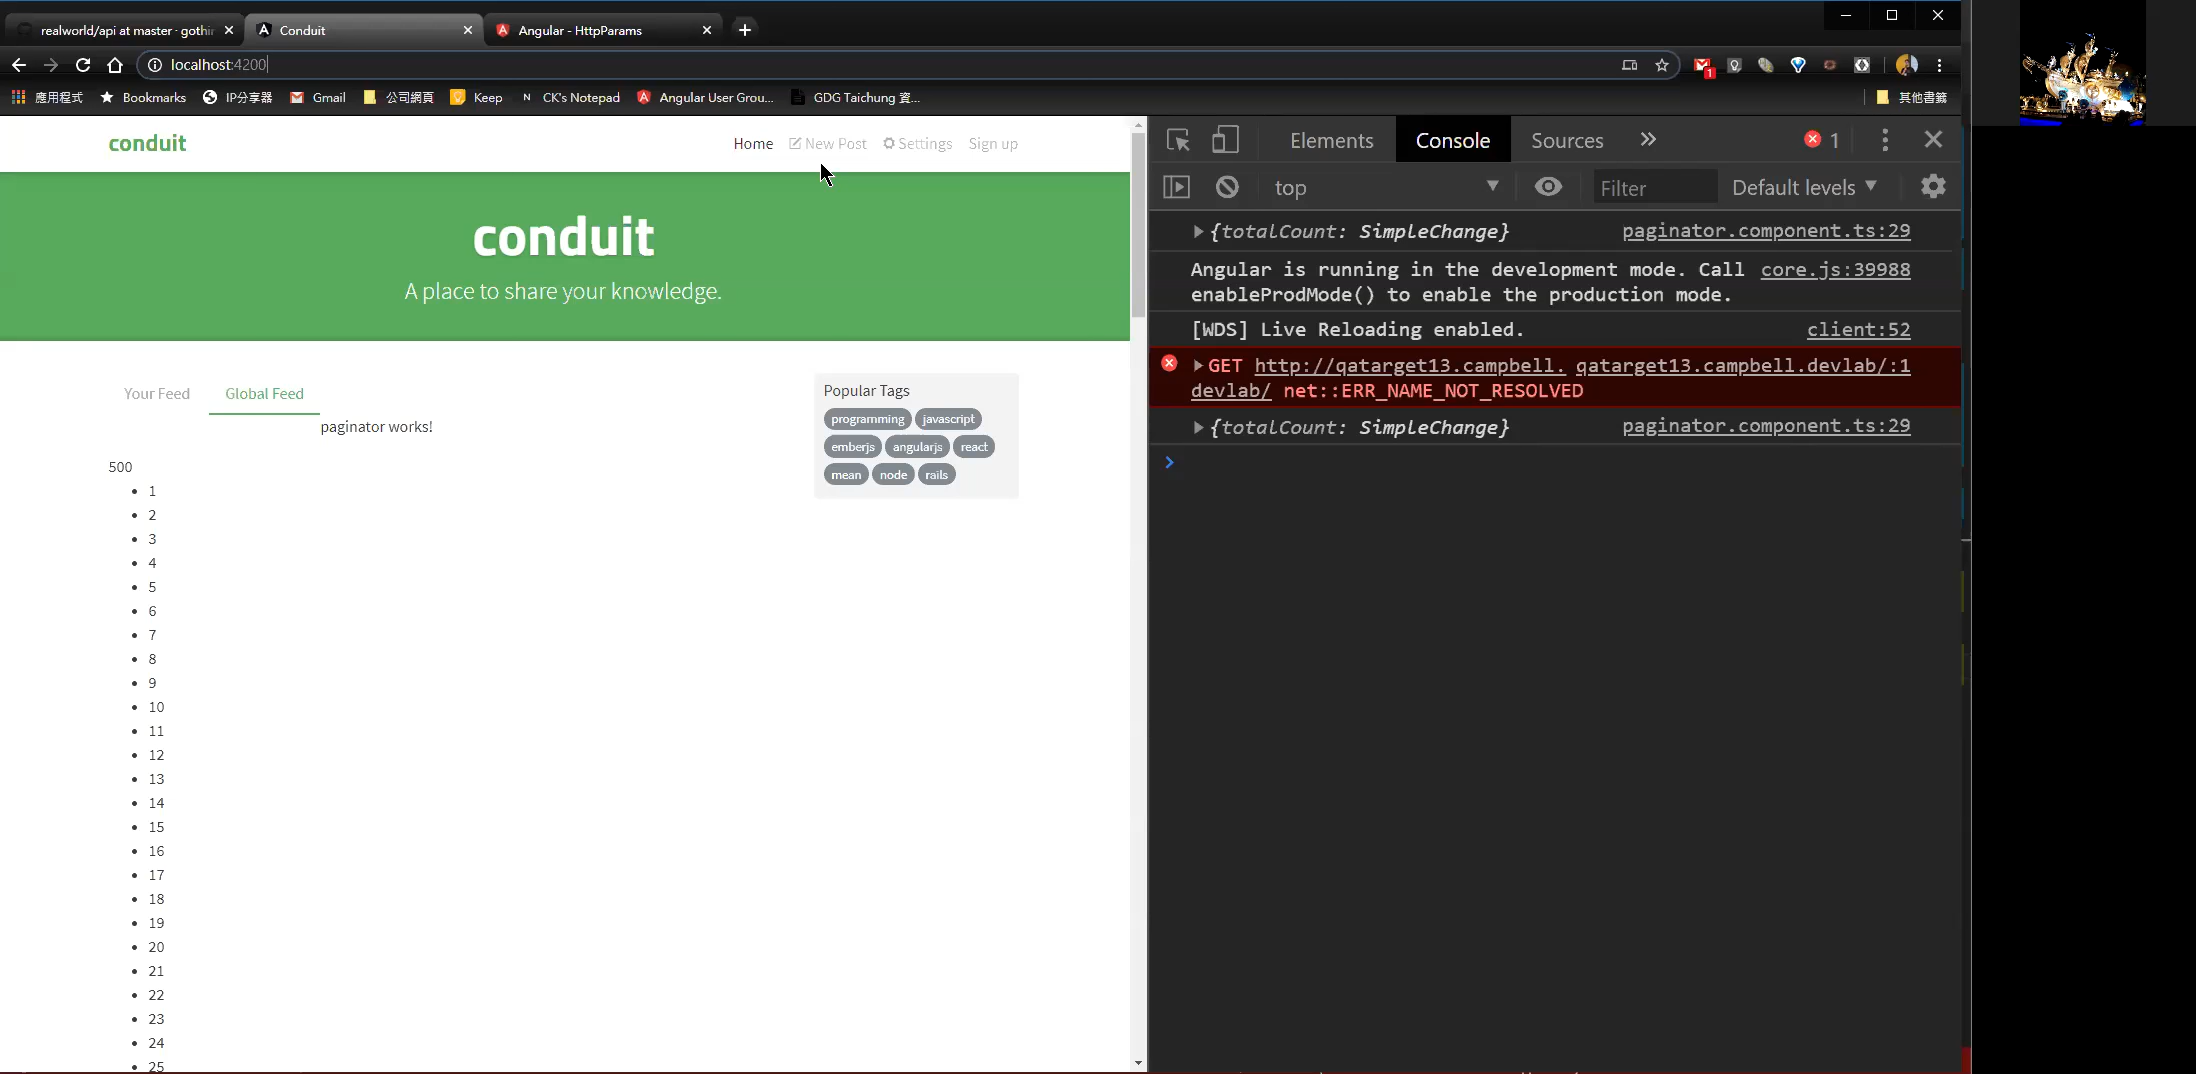 realworld/api at master · gothi
Conduit
Angular - HttpParams
localhost:4200
1
應用程式
Bookmarks
IP分享器
Gmail
公司網頁
Keep
N CK's Notepad
Angular User Grou...
GDG Taichung 資...
其他書籤
conduit
Home
New Post
Settings
Sign up
conduit
A place to share your knowledge.
Your Feed
Global Feed
paginator works!
500
1
2
3
4
5
6
7
8
9
10
11
12
13
14
15
16
17
18
19
20
21
22
23
24
25
Popular Tags
programming javascript
emberjs angularjs react
mean node rails
Elements
Console
Sources
1
top
Filter
Default levels
{totalCount: SimpleChange} paginator.component.ts:29
Angular is running in the development mode. Call core.js:39988
enableProdMode() to enable the production mode.
[WDS] Live Reloading enabled. client:52
GET http://qatarget13.campbell. qatarget13.campbell.devlab/:1
devlab/ net::ERR_NAME_NOT_RESOLVED
{totalCount: SimpleChange} paginator.component.ts:29